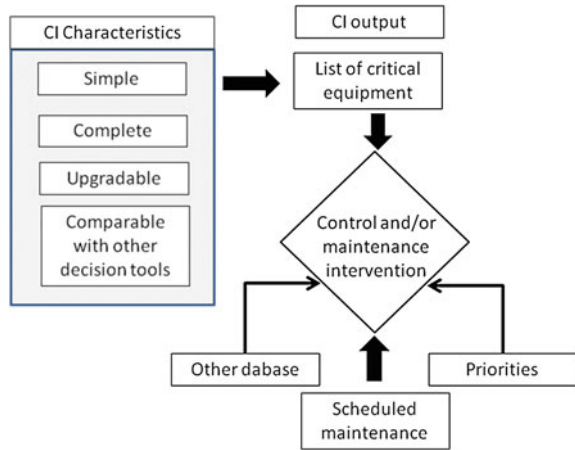 CI Characteristics
Simple
Complete
Upgradable
Comparable
with other
decision tools
CI output
List of critical
equipment
Control and/or
maintenance
intervention
Other dabase
Priorities
Scheduled
maintenance